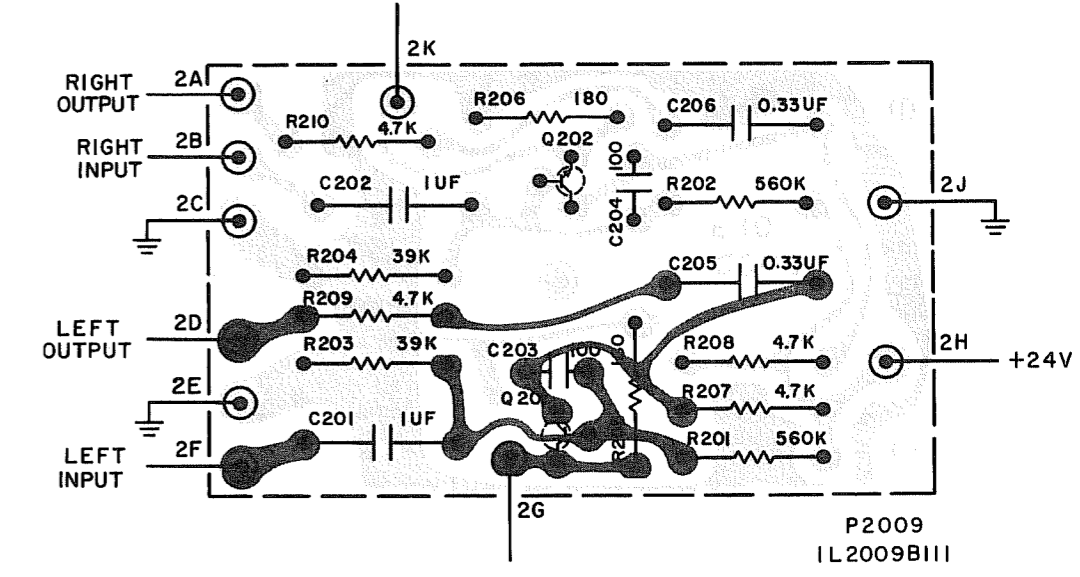 2K
RIGHT OUTPUT 2A
R206 180
C206 0.33UF
R210 4.7K
Q202
RIGHT INPUT 2B
100
C204
C202 1UF
R202 560K
2J
2C
R204 39K
C205 0.33UF
R209 4.7K
LEFT OUTPUT 2D
R203 39K
C203 100
R208 4.7K
2H +24V
2E
R207 4.7K
C201 1UF
R201 560K
LEFT INPUT 2F
2G
P2009
IL2009B111